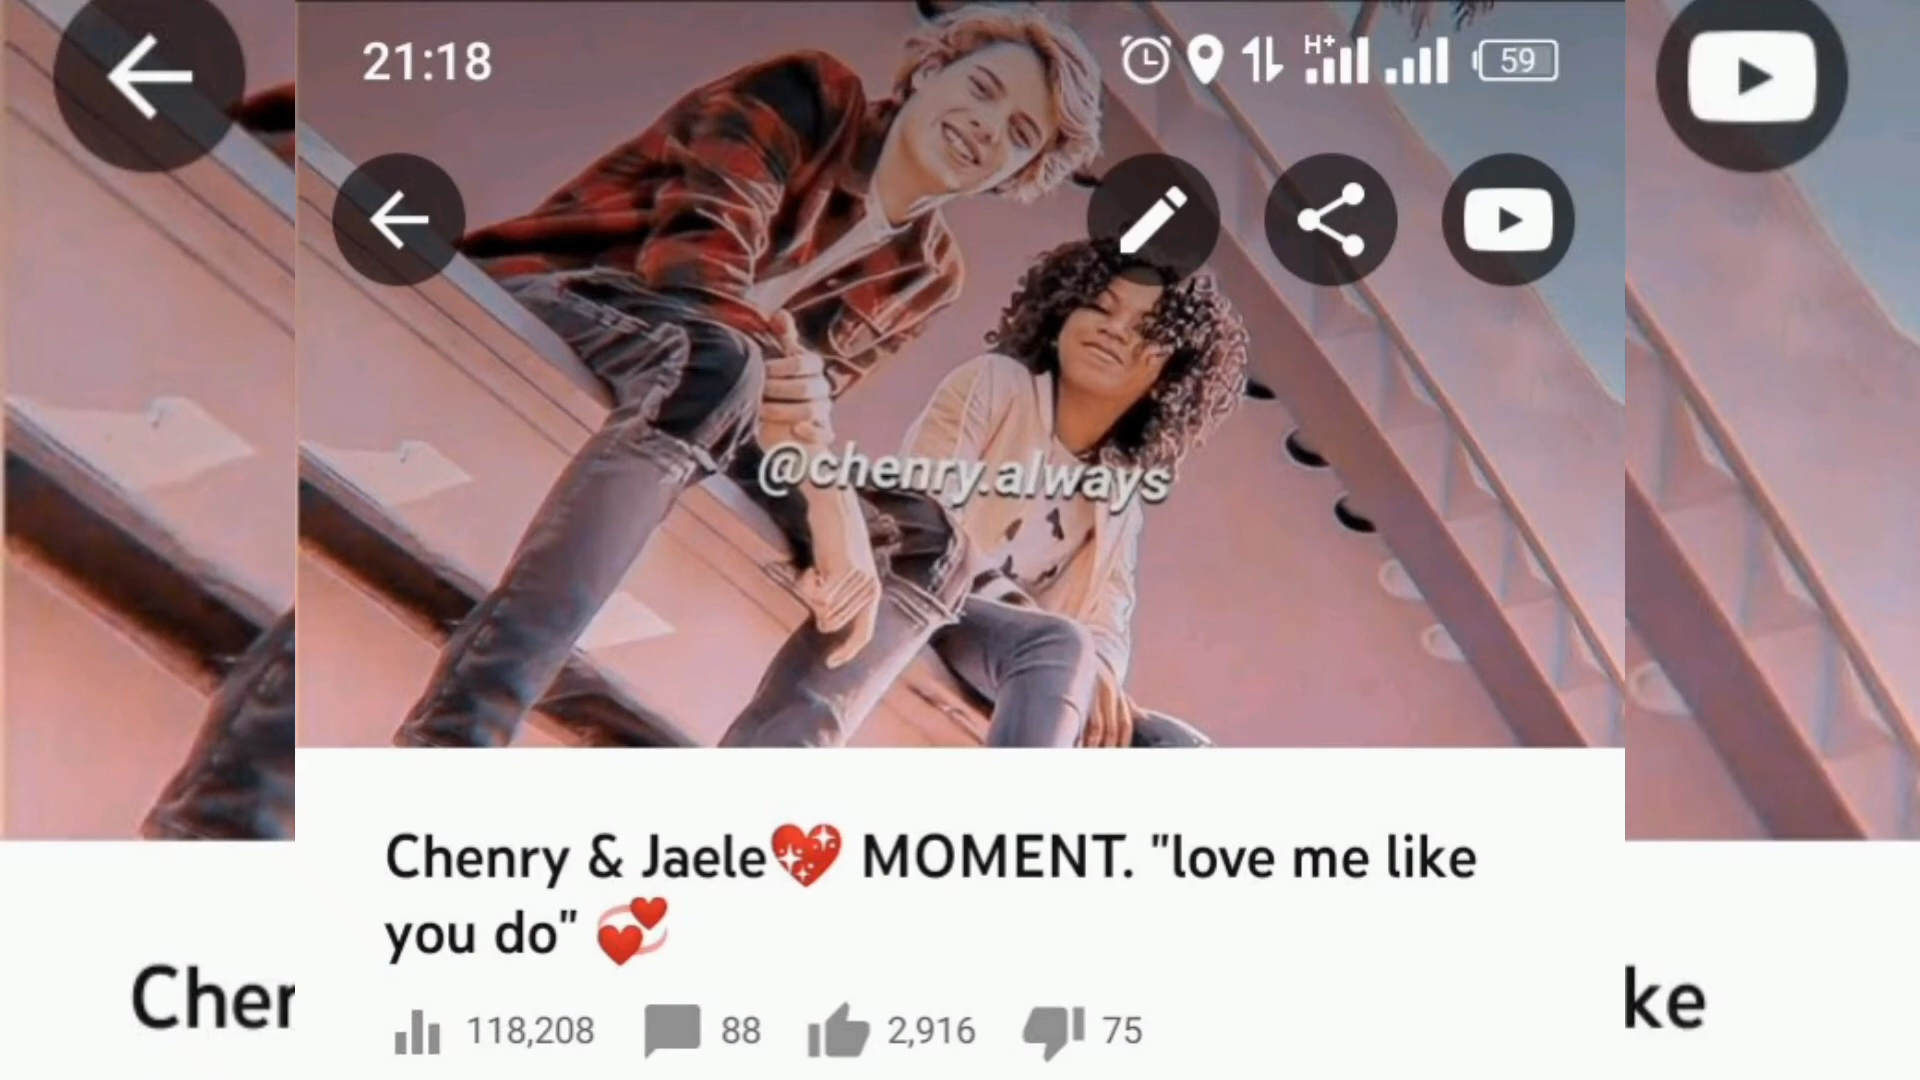 21:18
H+
59
@chenry.always
Chenry & Jaele💖 MOMENT. "love me like
you do" 💞
118,208 88 2,916 75
Cher
ke